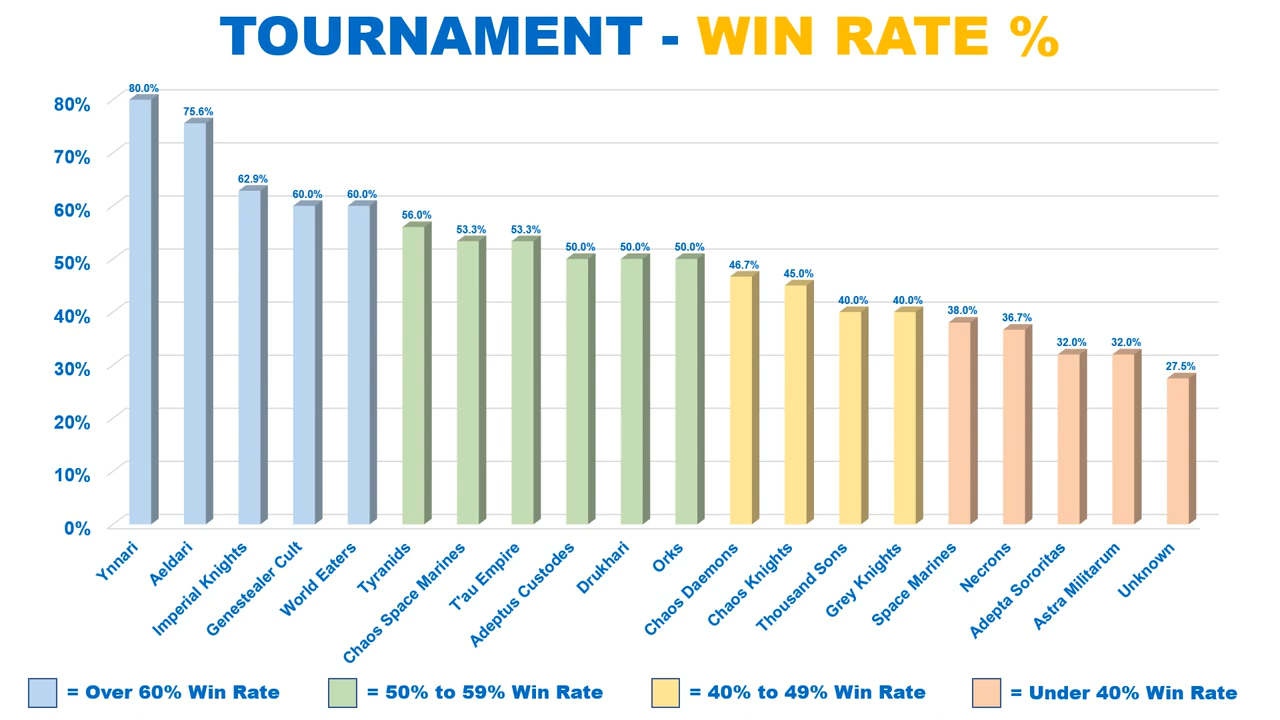 TOURNAMENT - WIN RATE %
80%
70%
60%
50%
40%
30%
20%
10%
0%
80.0%
75.6%
62.9%
60.0%
60.0%
56.0%
53.3%
53.3%
50.0%
50.0%
50.0%
46.7%
45.0%
40.0%
40.0%
38.0%
36.7%
32.0%
32.0%
27.5%
Ynnari
Aeldari
Imperial Knights
Genestealer Cult
World Eaters
Tyranids
Chaos Space Marines
T'au Empire
Adeptus Custodes
Drukhari
Orks
Chaos Daemons
Chaos Knights
Thousand Sons
Grey Knights
Space Marines
Necrons
Adepta Sororitas
Astra Militarum
Unknown
= Over 60% Win Rate
= 50% to 59% Win Rate
= 40% to 49% Win Rate
= Under 40% Win Rate